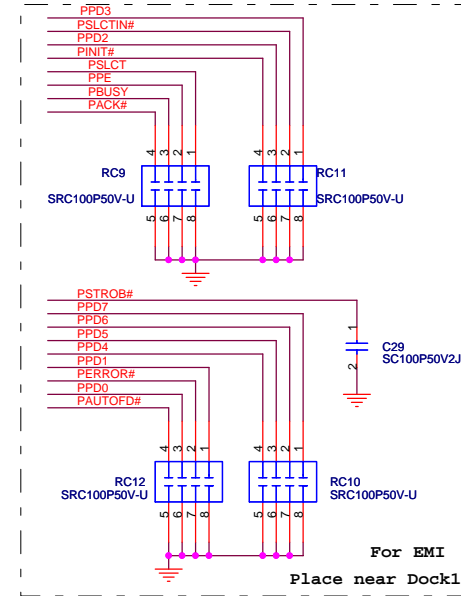 PPD3
PSLCTIN#
PPD2
PINIT#
PSLCT
PPE
PBUSY
PACK#
4 3 2 1 4 3 2 1
RC9 RC11
SRC100P50V-U SRC100P50V-U
5 6 7 8 5 6 7 8
PSTROB#
PPD7
PPD6
PPD5
PPD4
PPD1
PERROR#
PPD0
PAUTOFD#
1
C29
SC100P50V2J
2
4 3 2 1 4 3 2 1
RC12 RC10
SRC100P50V-U SRC100P50V-U
5 6 7 8 5 6 7 8
For EMI
Place near Dock1